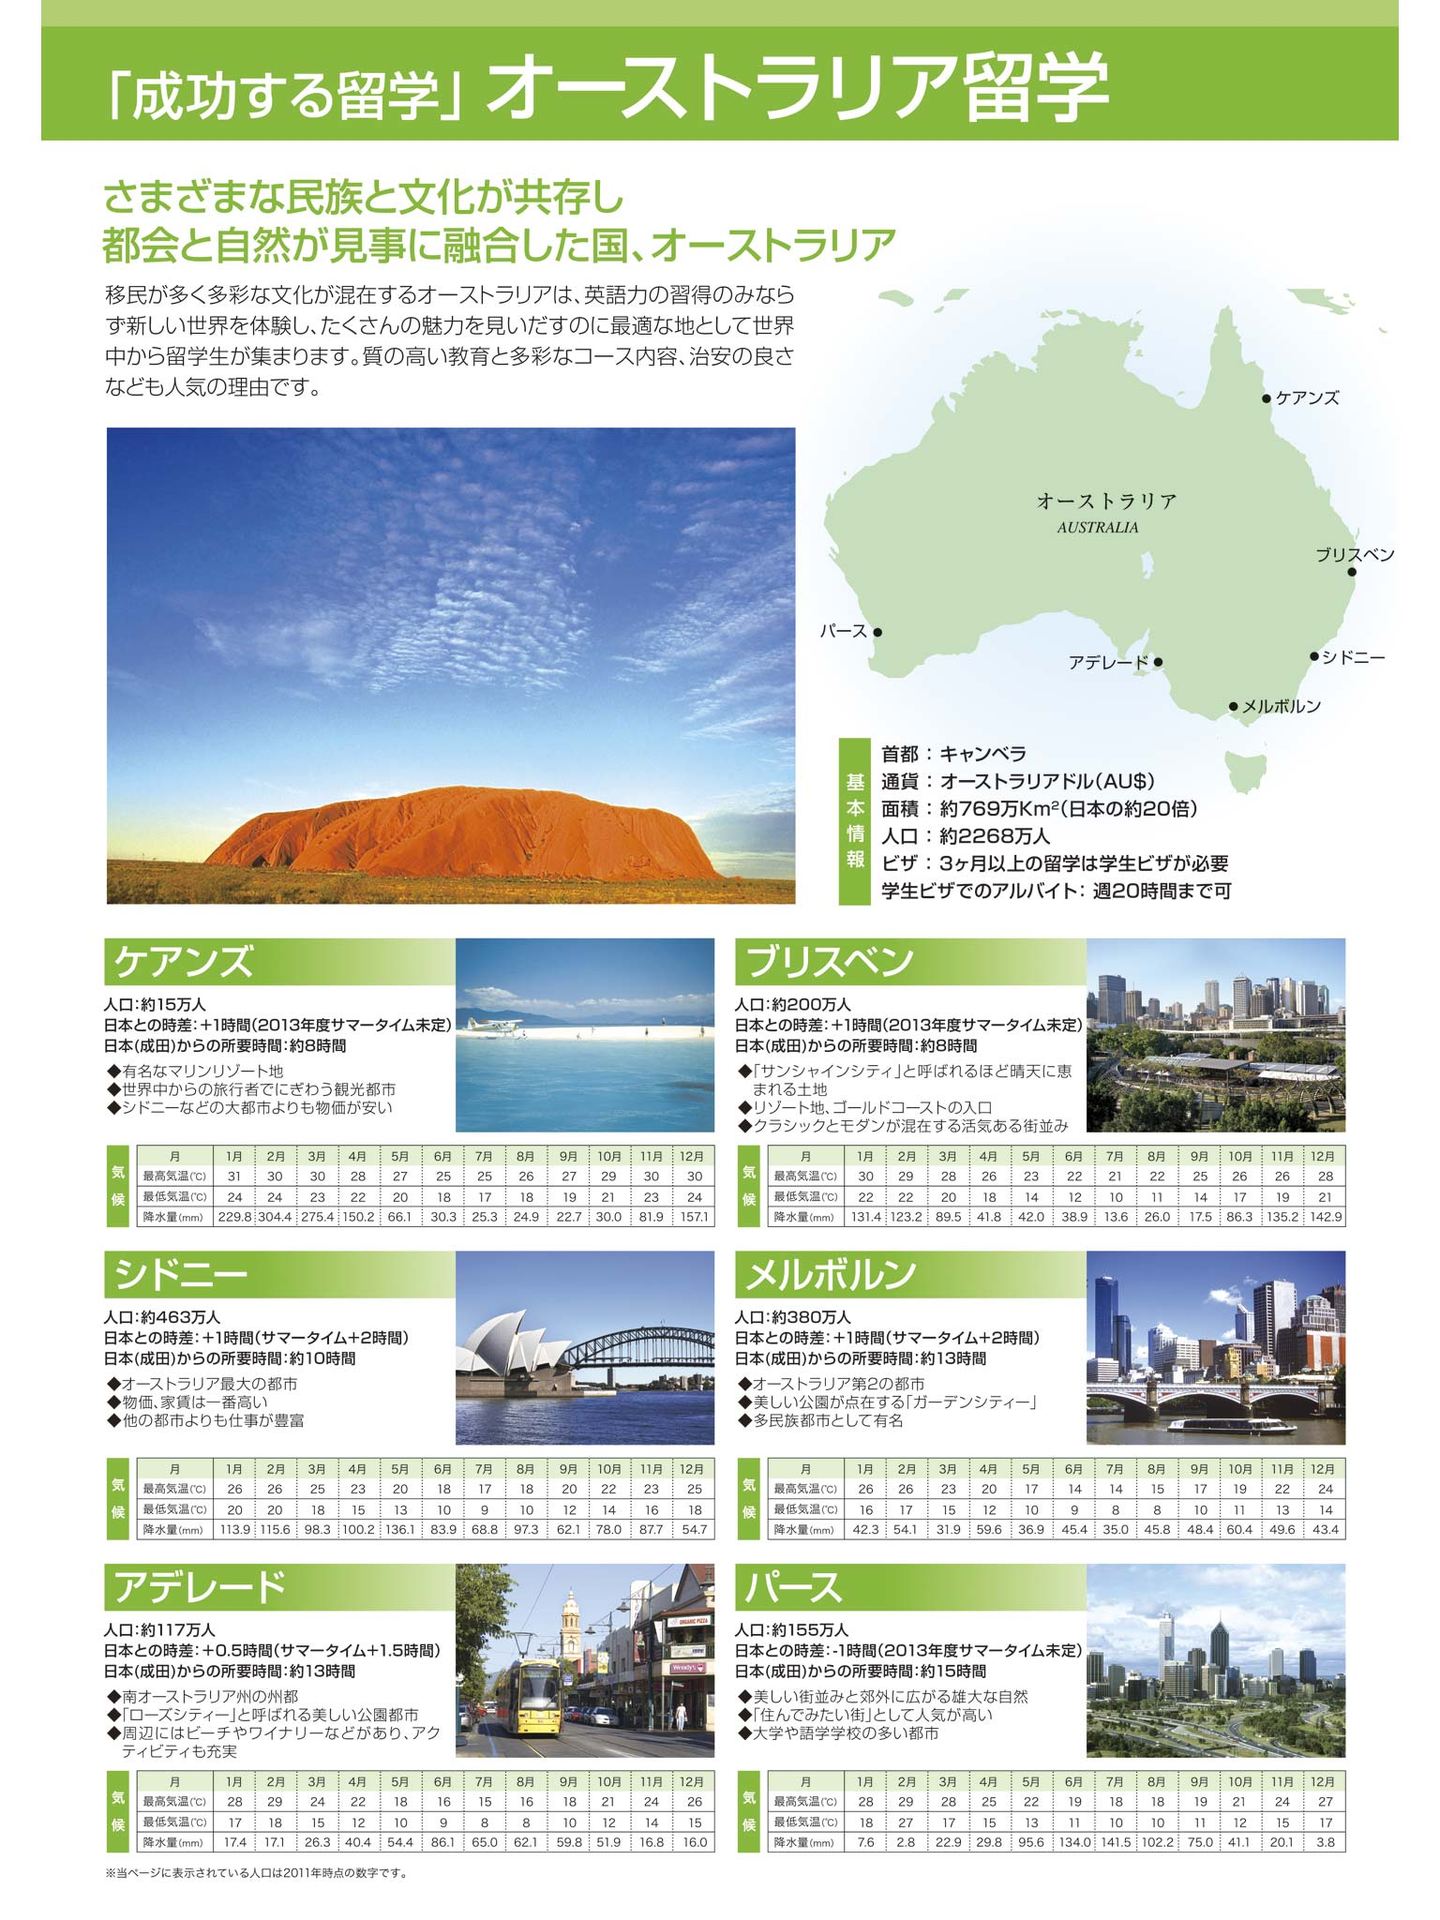 「成功する留学」オーストラリア留学
さまざまな民族と文化が共存し
都会と自然が見事に融合した国、オーストラリア
移民が多く多彩な文化が混在するオーストラリアは、英語力の習得のみなら
ず新しい世界を体験し、たくさんの魅力を見いだすのに最適な地として世界
中から留学生が集まります。質の高い教育と多彩なコース内容、治安の良さ
なども人気の理由です。
ケアンズ
オーストラリア
AUSTRALIA
ブリスベン
パース
アデレード
シドニー
メルボルン
基本情報
首都：キャンベラ
通貨：オーストラリアドル(AU$)
面積：約769万Km²(日本の約20倍)
人口：約2268万人
ビザ：3ヶ月以上の留学は学生ビザが必要
学生ビザでのアルバイト：週20時間まで可
ケアンズ
人口：約15万人
日本との時差：+1時間(2013年度サマータイム未定)
日本(成田)からの所要時間：約8時間
◆有名なマリンリゾート地
◆世界中からの旅行者でにぎわう観光都市
◆シドニーなどの大都市よりも物価が安い
気候
月 1月 2月 3月 4月 5月 6月 7月 8月 9月 10月 11月 12月
最高気温(℃) 31 30 30 28 27 25 25 26 27 29 30 30
最低気温(℃) 24 24 23 22 20 18 17 18 19 21 23 24
降水量(mm) 229.8 304.4 275.4 150.2 66.1 30.3 25.3 24.9 22.7 30.0 81.9 157.1
ブリスベン
人口：約200万人
日本との時差：+1時間(2013年度サマータイム未定)
日本(成田)からの所要時間：約8時間
◆「サンシャインシティ」と呼ばれるほど晴天に恵
まれる土地
◆リゾート地、ゴールドコーストの入口
◆クラシックとモダンが混在する活気ある街並み
気候
月 1月 2月 3月 4月 5月 6月 7月 8月 9月 10月 11月 12月
最高気温(℃) 30 29 28 26 23 22 21 22 25 26 26 28
最低気温(℃) 22 22 20 18 14 12 10 11 14 17 19 21
降水量(mm) 131.4 123.2 89.5 41.8 42.0 38.9 13.6 26.0 17.5 86.3 135.2 142.9
シドニー
人口：約463万人
日本との時差：+1時間(サマータイム+2時間)
日本(成田)からの所要時間：約10時間
◆オーストラリア最大の都市
◆物価、家賃は一番高い
◆他の都市よりも仕事が豊富
気候
月 1月 2月 3月 4月 5月 6月 7月 8月 9月 10月 11月 12月
最高気温(℃) 26 26 25 23 20 18 17 18 20 22 23 25
最低気温(℃) 20 20 18 15 13 10 9 10 12 14 16 18
降水量(mm) 113.9 115.6 98.3 100.2 136.1 83.9 68.8 97.3 62.1 78.0 87.7 54.7
メルボルン
人口：約380万人
日本との時差：+1時間(サマータイム+2時間)
日本(成田)からの所要時間：約13時間
◆オーストラリア第2の都市
◆美しい公園が点在する「ガーデンシティー」
◆多民族都市として有名
気候
月 1月 2月 3月 4月 5月 6月 7月 8月 9月 10月 11月 12月
最高気温(℃) 26 26 23 20 17 14 14 15 17 19 22 24
最低気温(℃) 16 17 15 12 10 9 8 8 10 11 13 14
降水量(mm) 42.3 54.1 31.9 59.6 36.9 45.4 35.0 45.8 48.4 60.4 49.6 43.4
アデレード
人口：約117万人
日本との時差：+0.5時間(サマータイム+1.5時間)
日本(成田)からの所要時間：約13時間
◆南オーストラリア州の州都
◆「ローズシティー」と呼ばれる美しい公園都市
◆周辺にはビーチやワイナリーなどがあり、アク
ティビティも充実
ORGANIC PIZZA
Wendy's
気候
月 1月 2月 3月 4月 5月 6月 7月 8月 9月 10月 11月 12月
最高気温(℃) 28 29 24 22 18 16 15 16 18 21 24 26
最低気温(℃) 17 18 15 12 10 9 8 8 10 12 14 15
降水量(mm) 17.4 17.1 26.3 40.4 54.4 86.1 65.0 62.1 59.8 51.9 16.8 16.0
パース
人口：約155万人
日本との時差：-1時間(2013年度サマータイム未定)
日本(成田)からの所要時間：約15時間
◆美しい街並みと郊外に広がる雄大な自然
◆「住んでみたい街」として人気が高い
◆大学や語学学校の多い都市
気候
月 1月 2月 3月 4月 5月 6月 7月 8月 9月 10月 11月 12月
最高気温(℃) 28 29 28 25 22 19 18 18 19 21 24 27
最低気温(℃) 18 27 17 15 13 11 10 10 11 12 15 17
降水量(mm) 7.6 2.8 22.9 29.8 95.6 134.0 141.5 102.2 75.0 41.1 20.1 3.8
※当ページに表示されている人口は2011年時点の数字です。